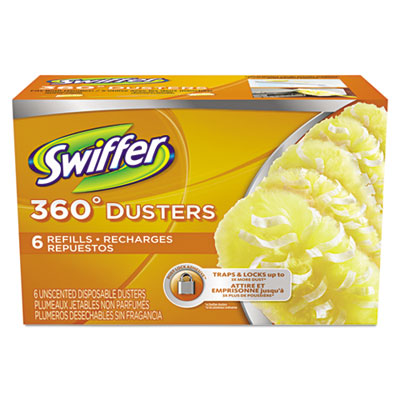 Swiffer
360° DUSTERS
6 REFILLS • RECHARGES
REPUESTOS
TRAPS & LOCKS up to
ATTIRE ET
EMPRISONNE jusqu'à
6 UNSCENTED DISPOSABLE DUSTERS
PLUMEAUX JETABLES NON PARFUMÉS
PLUMEROS DESECHABLES SIN FRAGANCIA